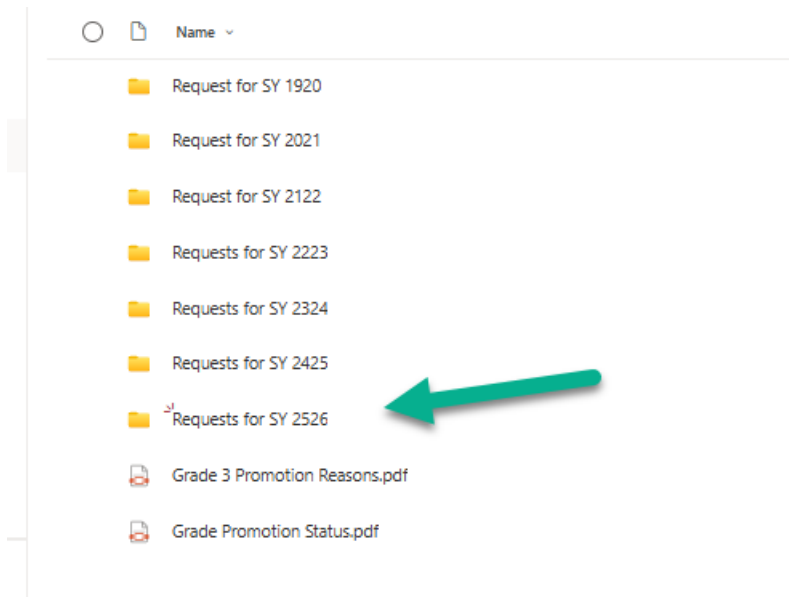 Name
Request for SY 1920
Request for SY 2021
Request for SY 2122
Requests for SY 2223
Requests for SY 2324
Requests for SY 2425
Requests for SY 2526
Grade 3 Promotion Reasons.pdf
Grade Promotion Status.pdf